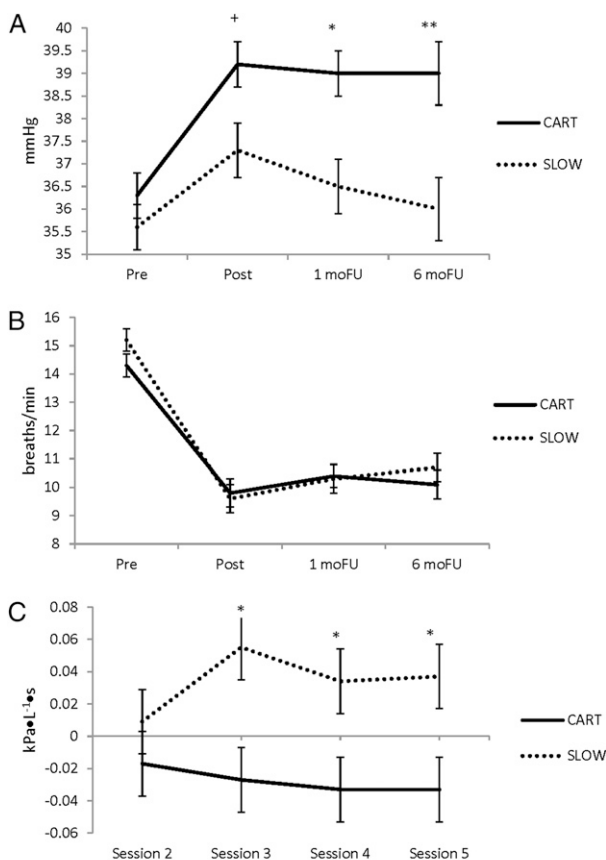 A
+
*
**
40
39.5
39
38.5
38
37.5
37
36.5
36
35.5
35
mmHg
Pre Post 1 moFU 6 moFU
CART
SLOW
B
16
15
14
13
12
11
10
9
8
breaths/min
Pre Post 1 moFU 6 moFU
CART
SLOW
C
*
*
*
0.08
0.06
0.04
0.02
0
-0.02
-0.04
-0.06
kPa•L⁻¹•s
Session 2 Session 3 Session 4 Session 5
CART
SLOW